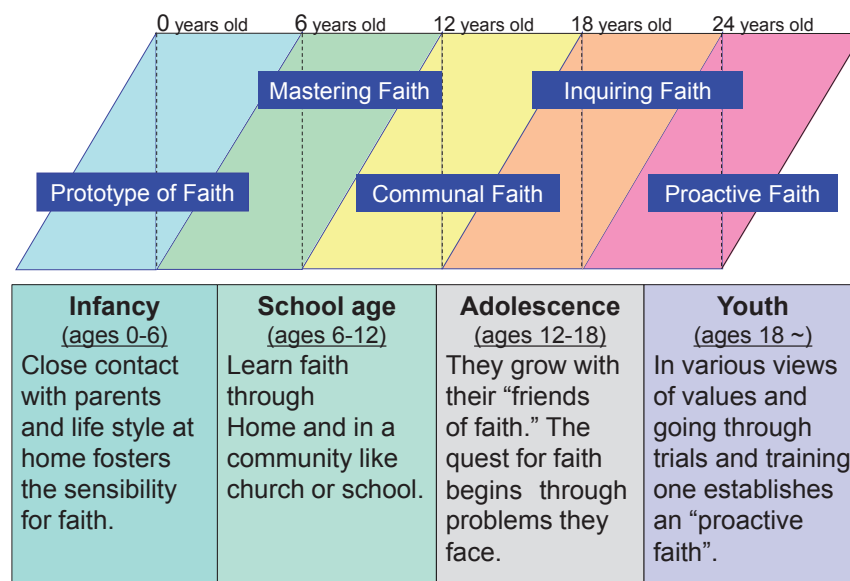 0 years old 6 years old 12 years old 18 years old 24 years old
Mastering Faith Inquiring Faith
Prototype of Faith Communal Faith Proactive Faith
Infancy
(ages 0-6)
Close contact
with parents
and life style at
home fosters
the sensibility
for faith.
School age
(ages 6-12)
Learn faith
through
Home and in a
community like
church or school.
Adolescence
(ages 12-18)
They grow with
their “friends
of faith.” The
quest for faith
begins through
problems they
face.
Youth
(ages 18 ~)
In various views
of values and
going through
trials and training
one establishes
an “proactive
faith”.